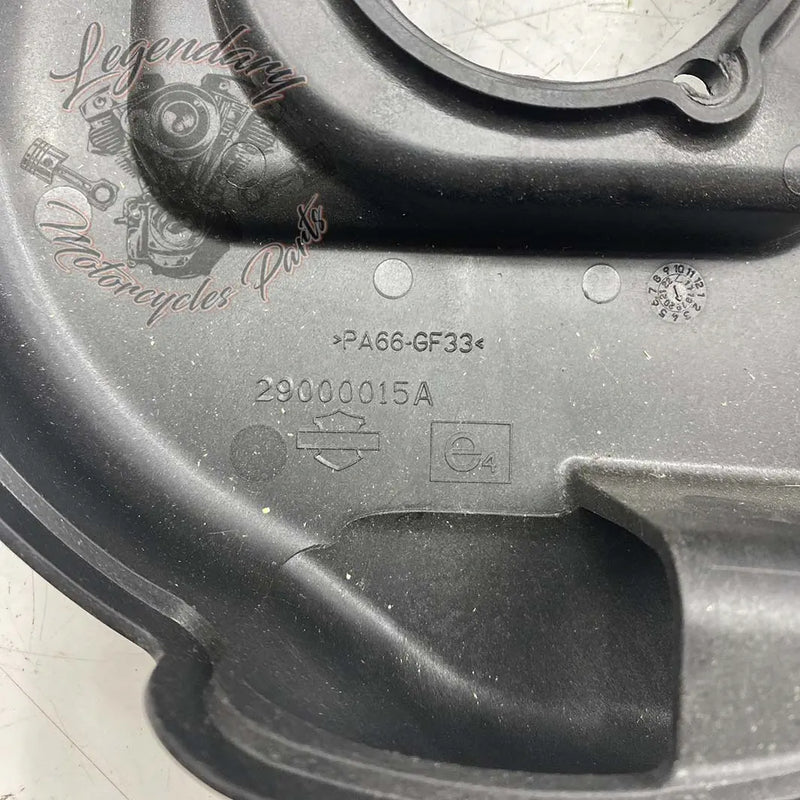 Legendary
Motorcycles Parts
>PA66-GF33<
29000015A
e4